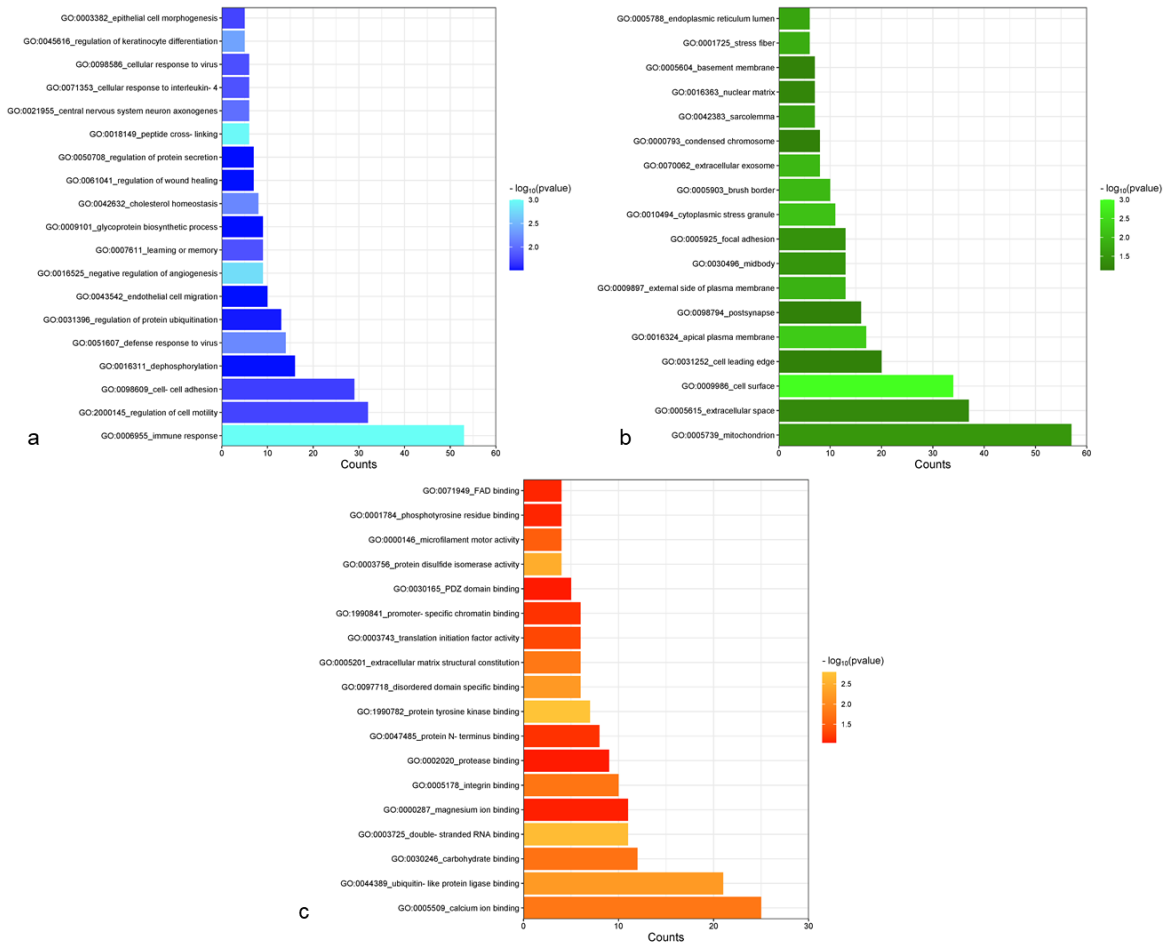 GO:0003382_epithelial cell morphogenesis
GO:0045616_regulation of keratinocyte differentiation
GO:0098586_cellular response to virus
GO:0071353_cellular response to interleukin- 4
GO:0021955_central nervous system neuron axonogenes
GO:0018149_peptide cross- linking
GO:0050708_regulation of protein secretion
GO:0061041_regulation of wound healing
GO:0042632_cholesterol homeostasis
GO:0009101_glycoprotein biosynthetic process
GO:0007611_learning or memory
GO:0016525_negative regulation of angiogenesis
GO:0043542_endothelial cell migration
GO:0031396_regulation of protein ubiquitination
GO:0051607_defense response to virus
GO:0016311_dephosphorylation
GO:0098609_cell- cell adhesion
GO:2000145_regulation of cell motility
GO:0006955_immune response
0 10 20 30 40 50 60
Counts
- log10(pvalue)
3.0
2.5
2.0
a
GO:0005788_endoplasmic reticulum lumen
GO:0001725_stress fiber
GO:0005604_basement membrane
GO:0016363_nuclear matrix
GO:0042383_sarcolemma
GO:0000793_condensed chromosome
GO:0070062_extracellular exosome
GO:0005903_brush border
GO:0010494_cytoplasmic stress granule
GO:0005925_focal adhesion
GO:0030496_midbody
GO:0009897_external side of plasma membrane
GO:0098794_postsynapse
GO:0016324_apical plasma membrane
GO:0031252_cell leading edge
GO:0009986_cell surface
GO:0005615_extracellular space
GO:0005739_mitochondrion
0 10 20 30 40 50 60
Counts
- log10(pvalue)
3.0
2.5
2.0
1.5
b
GO:0071949_FAD binding
GO:0001784_phosphotyrosine residue binding
GO:0000146_microfilament motor activity
GO:0003756_protein disulfide isomerase activity
GO:0030165_PDZ domain binding
GO:1990841_promoter- specific chromatin binding
GO:0003743_translation initiation factor activity
GO:0005201_extracellular matrix structural constitution
GO:0097718_disordered domain specific binding
GO:1990782_protein tyrosine kinase binding
GO:0047485_protein N- terminus binding
GO:0002020_protease binding
GO:0005178_integrin binding
GO:0000287_magnesium ion binding
GO:0003725_double- stranded RNA binding
GO:0030246_carbohydrate binding
GO:0044389_ubiquitin- like protein ligase binding
GO:0005509_calcium ion binding
0 10 20 30
Counts
- log10(pvalue)
2.5
2.0
1.5
c